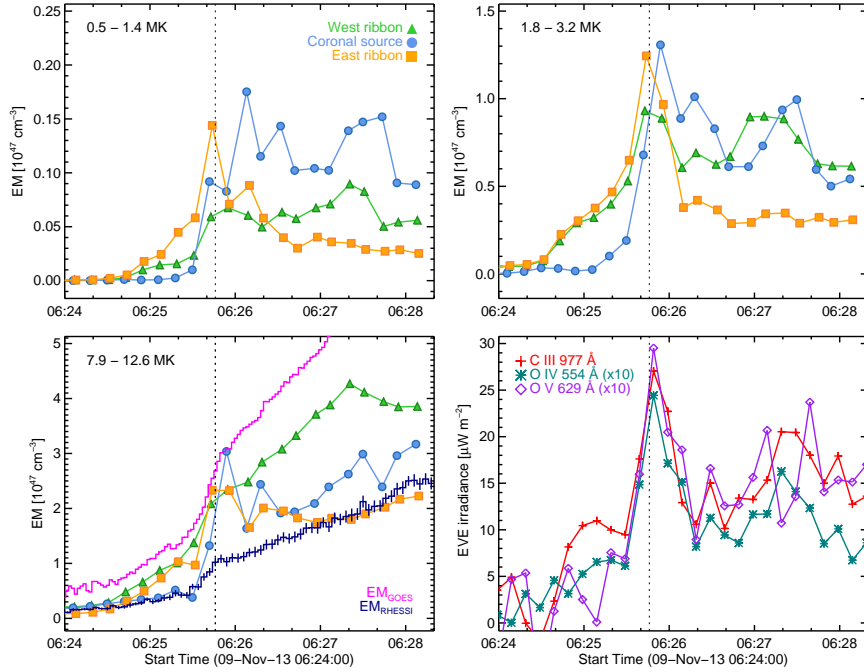 0.5 – 1.4 MK
West ribbon
Coronal source
East ribbon
0.25
0.20
0.15
0.10
0.05
0.00
EM [10^47 cm^−3]
06:24 06:25 06:26 06:27 06:28
1.8 – 3.2 MK
1.5
1.0
0.5
0.0
EM [10^47 cm^−3]
06:24 06:25 06:26 06:27 06:28
7.9 – 12.6 MK
5
4
3
2
1
0
EM [10^47 cm^−3]
EM_GOES
EM_RHESSI
06:24 06:25 06:26 06:27 06:28
Start Time (09–Nov–13 06:24:00)
C III 977 Å
O IV 554 Å (x10)
O V 629 Å (x10)
30
25
20
15
10
5
0
EVE irradiance [µW m^−2]
06:24 06:25 06:26 06:27 06:28
Start Time (09–Nov–13 06:24:00)